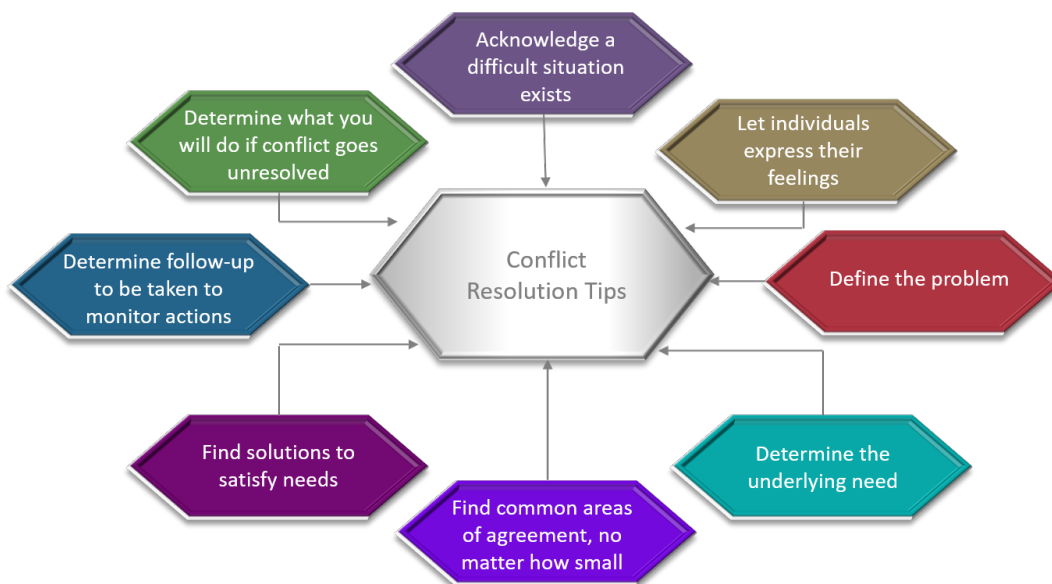 Acknowledge a
difficult situation
exists
Let individuals
express their
feelings
Define the problem
Determine the
underlying need
Find common areas
of agreement, no
matter how small
Find solutions to
satisfy needs
Determine follow-up
to be taken to
monitor actions
Determine what you
will do if conflict goes
unresolved
Conflict
Resolution Tips